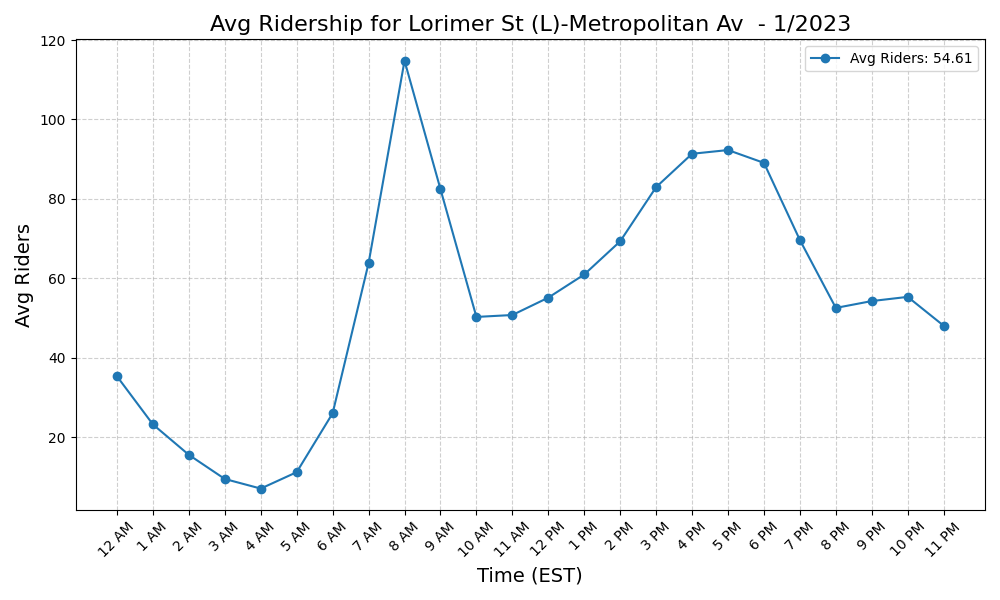 Avg Ridership for Lorimer St (L)-Metropolitan Av  - 1/2023
Avg Riders: 54.61
Avg Riders
120
100
80
60
40
20
12 AM
1 AM
2 AM
3 AM
4 AM
5 AM
6 AM
7 AM
8 AM
9 AM
10 AM
11 AM
12 PM
1 PM
2 PM
3 PM
4 PM
5 PM
6 PM
7 PM
8 PM
9 PM
10 PM
11 PM
Time (EST)